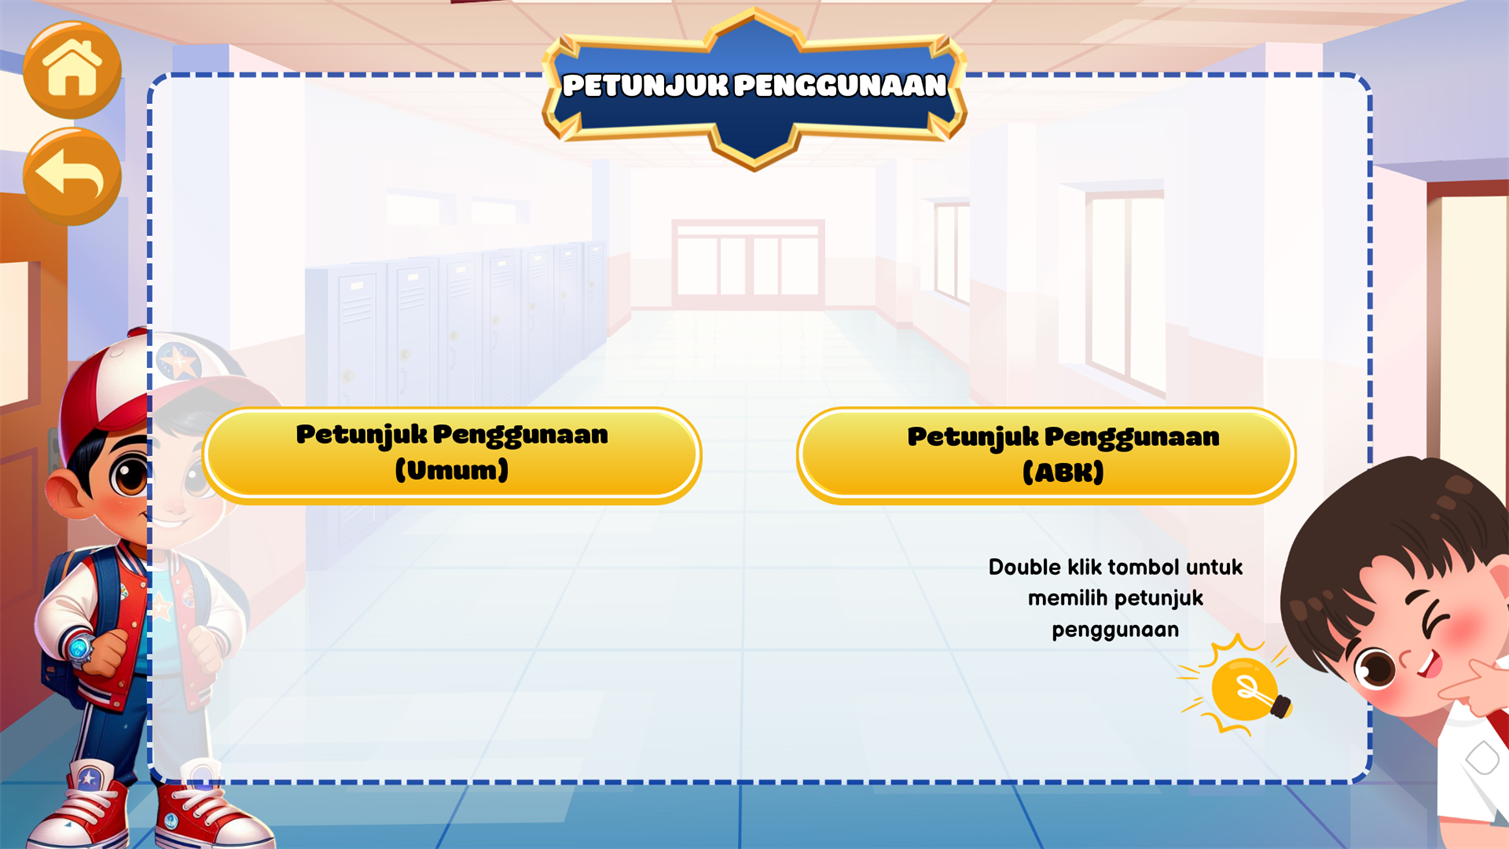 PETUNJUK PENGGUNAAN
Petunjuk Penggunaan
(Umum)
Petunjuk Penggunaan
(ABK)
Double klik tombol untuk
memilih petunjuk
penggunaan